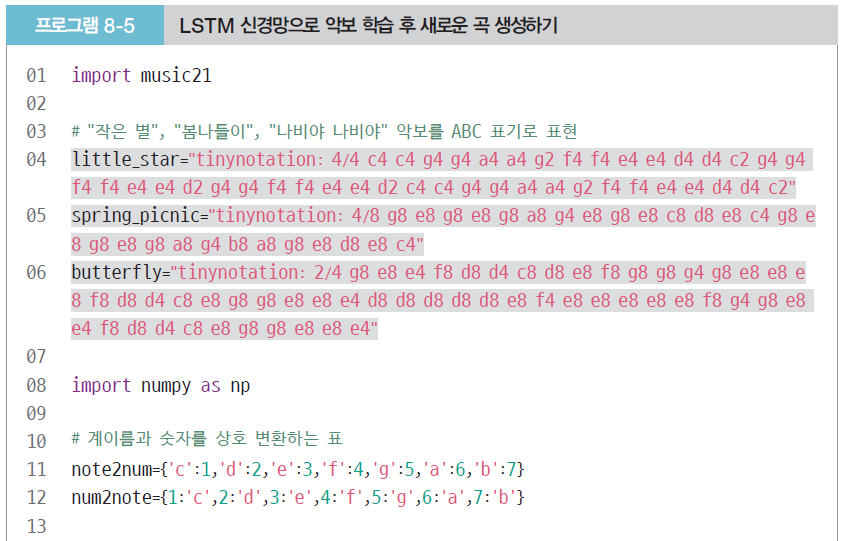 프로그램 8-5 LSTM 신경망으로 악보 학습 후 새로운 곡 생성하기
01 import music21
02
03 # "작은 별", "봄나들이", "나비야 나비야" 악보를 ABC 표기로 표현
04 little_star="tinynotation: 4/4 c4 c4 g4 g4 a4 a4 g2 f4 f4 e4 e4 d4 d4 c2 g4 g4
f4 f4 e4 e4 d2 g4 g4 f4 f4 e4 e4 d2 c4 c4 g4 g4 a4 a4 g2 f4 f4 e4 e4 d4 d4 c2"
05 spring_picnic="tinynotation: 4/8 g8 e8 g8 e8 g8 a8 g4 e8 g8 e8 c8 d8 e8 c4 g8 e
8 g8 e8 g8 a8 g4 b8 a8 g8 e8 d8 e8 c4"
06 butterfly="tinynotation: 2/4 g8 e8 e4 f8 d8 d4 c8 d8 e8 f8 g8 g8 g4 g8 e8 e8 e
8 f8 d8 d4 c8 e8 g8 g8 e8 e8 e4 d8 d8 d8 d8 d8 e8 f4 e8 e8 e8 e8 e8 f8 g4 g8 e8
e4 f8 d8 d4 c8 e8 g8 g8 e8 e8 e4"
07
08 import numpy as np
09
10 # 계이름과 숫자를 상호 변환하는 표
11 note2num={'c':1,'d':2,'e':3,'f':4,'g':5,'a':6,'b':7}
12 num2note={1:'c',2:'d',3:'e',4:'f',5:'g',6:'a',7:'b'}
13